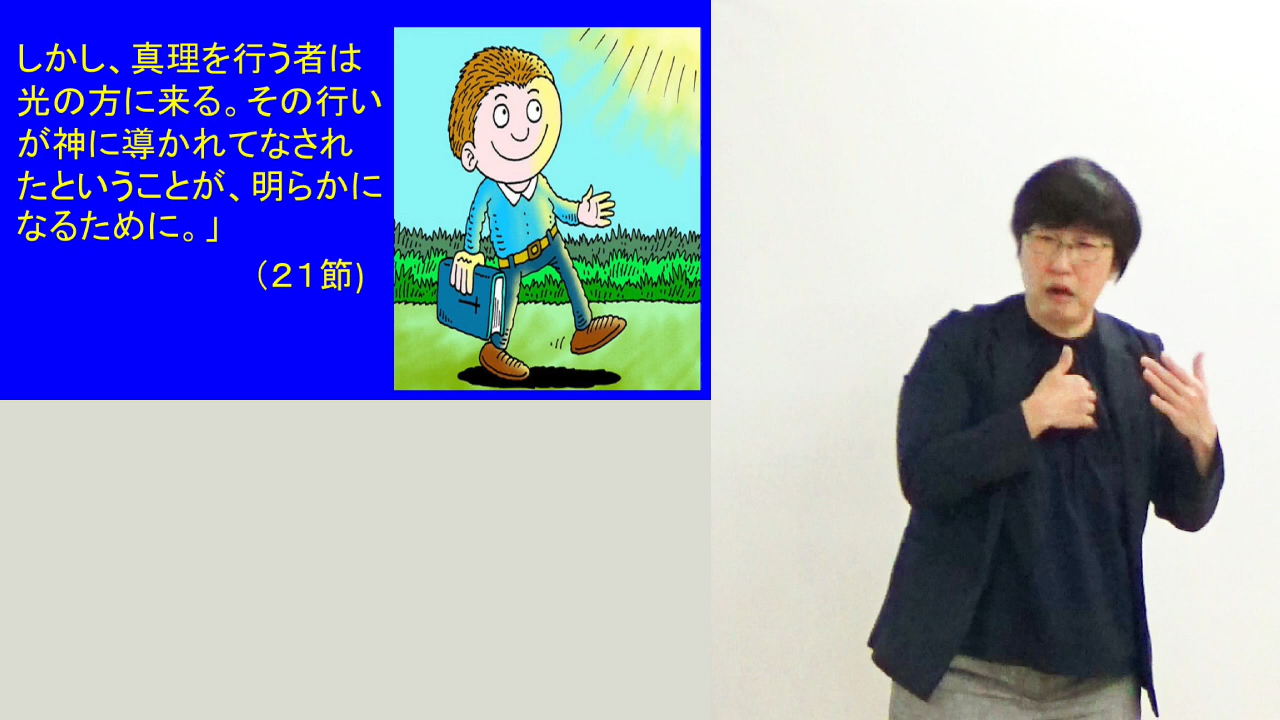 しかし、真理を行う者は
光の方に来る。その行い
が神に導かれてなされ
たということが、明らかに
なるために。」
（２１節)